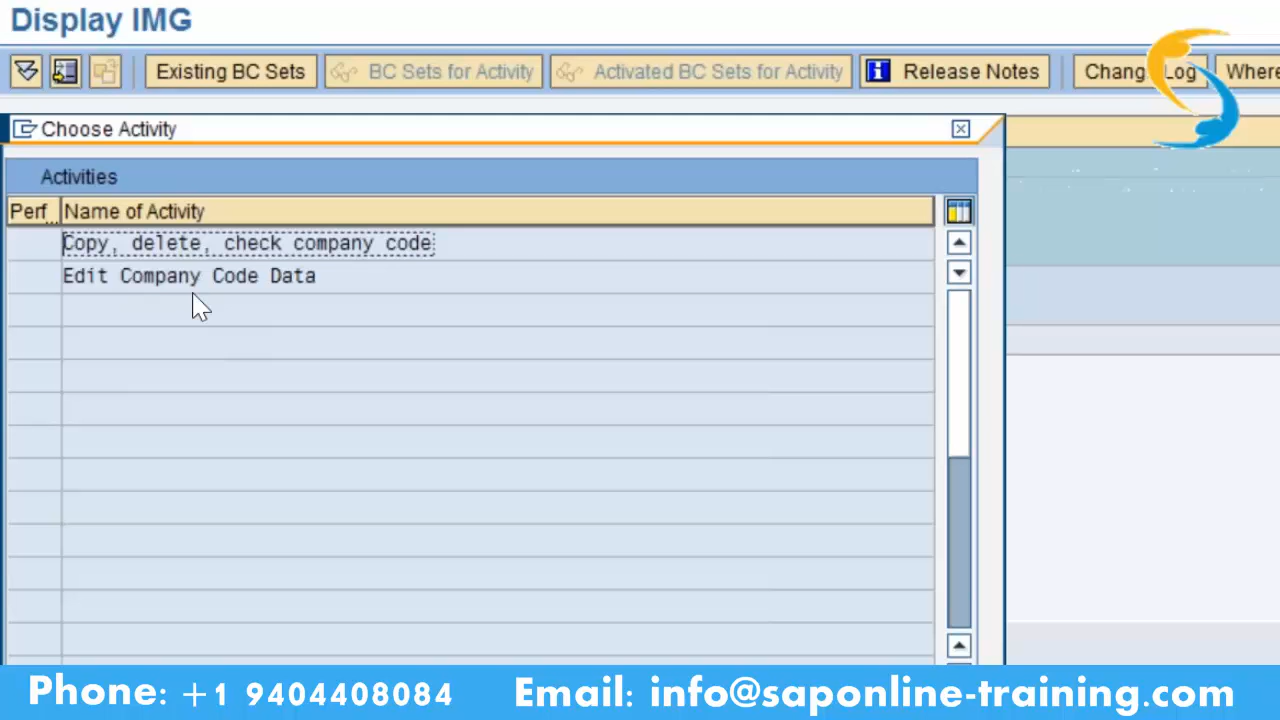 Display IMG
Existing BC Sets BC Sets for Activity Activated BC Sets for Activity Release Notes Chang Log Where
Choose Activity
Activities
Perf... Name of Activity
Copy, delete, check company code
Edit Company Code Data
Phone: +1 9404408084 Email: info@saponline-training.com